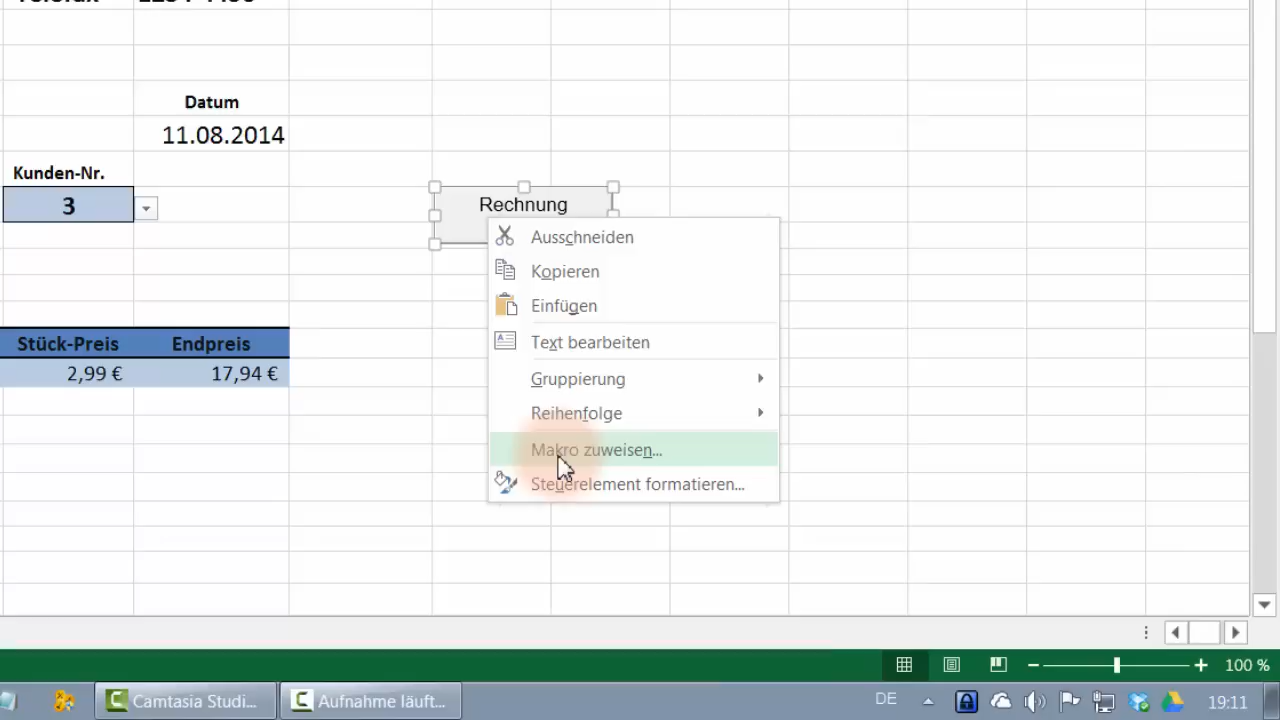 Datum
11.08.2014
Kunden-Nr.
3
Rechnung
Ausschneiden
Kopieren
Einfügen
Text bearbeiten
Gruppierung
Reihenfolge
Makro zuweisen...
Steuerelement formatieren...
Stück-Preis Endpreis
2,99 € 17,94 €
100 %
Camtasia Studi...
Aufnahme läuft...
DE
19:11